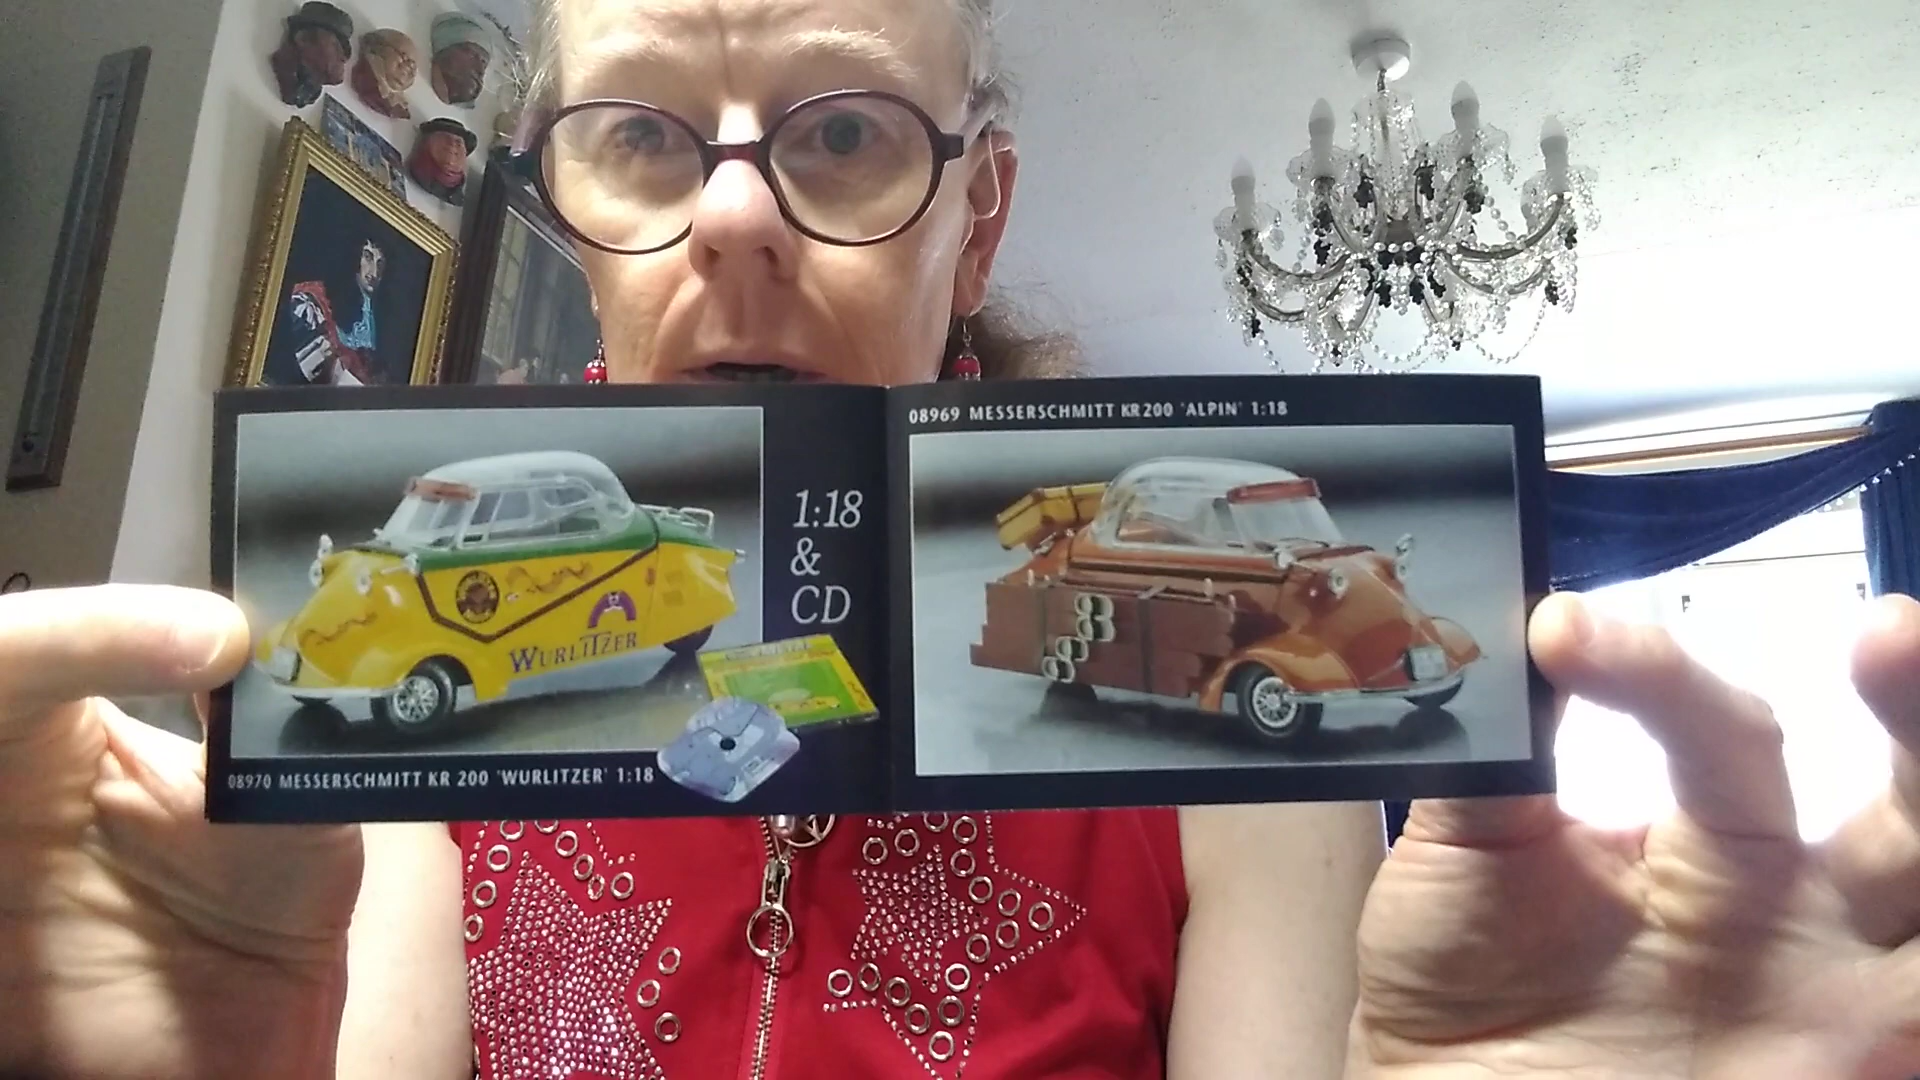 1:18
&
CD
WURLITZER
08970 MESSERSCHMITT KR 200 'WURLITZER' 1:18
08969 MESSERSCHMITT KR200 'ALPIN' 1:18